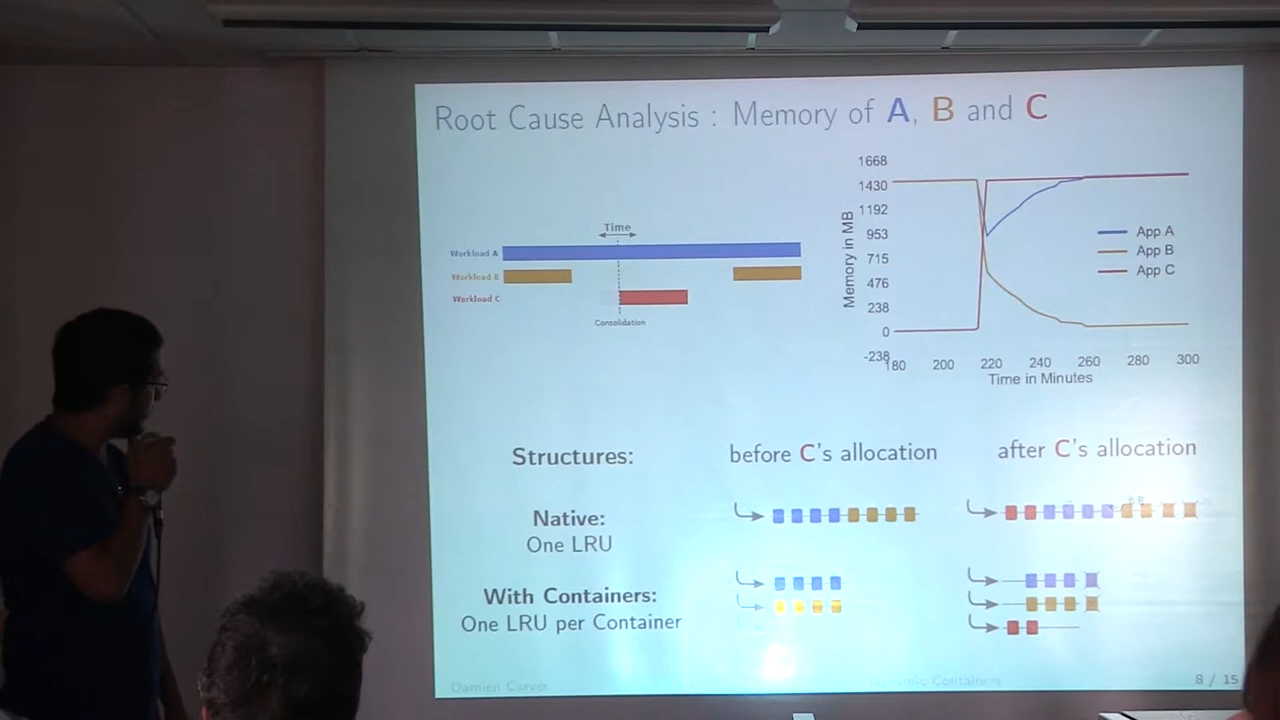 Root Cause Analysis : Memory of A, B and C
Time
Workload A
Workload B
Workload C
Consolidation
1668
1430
1192
953
715
476
238
0
-238
Memory in MB
180 200 220 240 260 280 300
Time in Minutes
App A
App B
App C
Structures:
before C's allocation
after C's allocation
Native:
One LRU
With Containers:
One LRU per Container
Damien Carver
Dynamic Containers
8 / 15